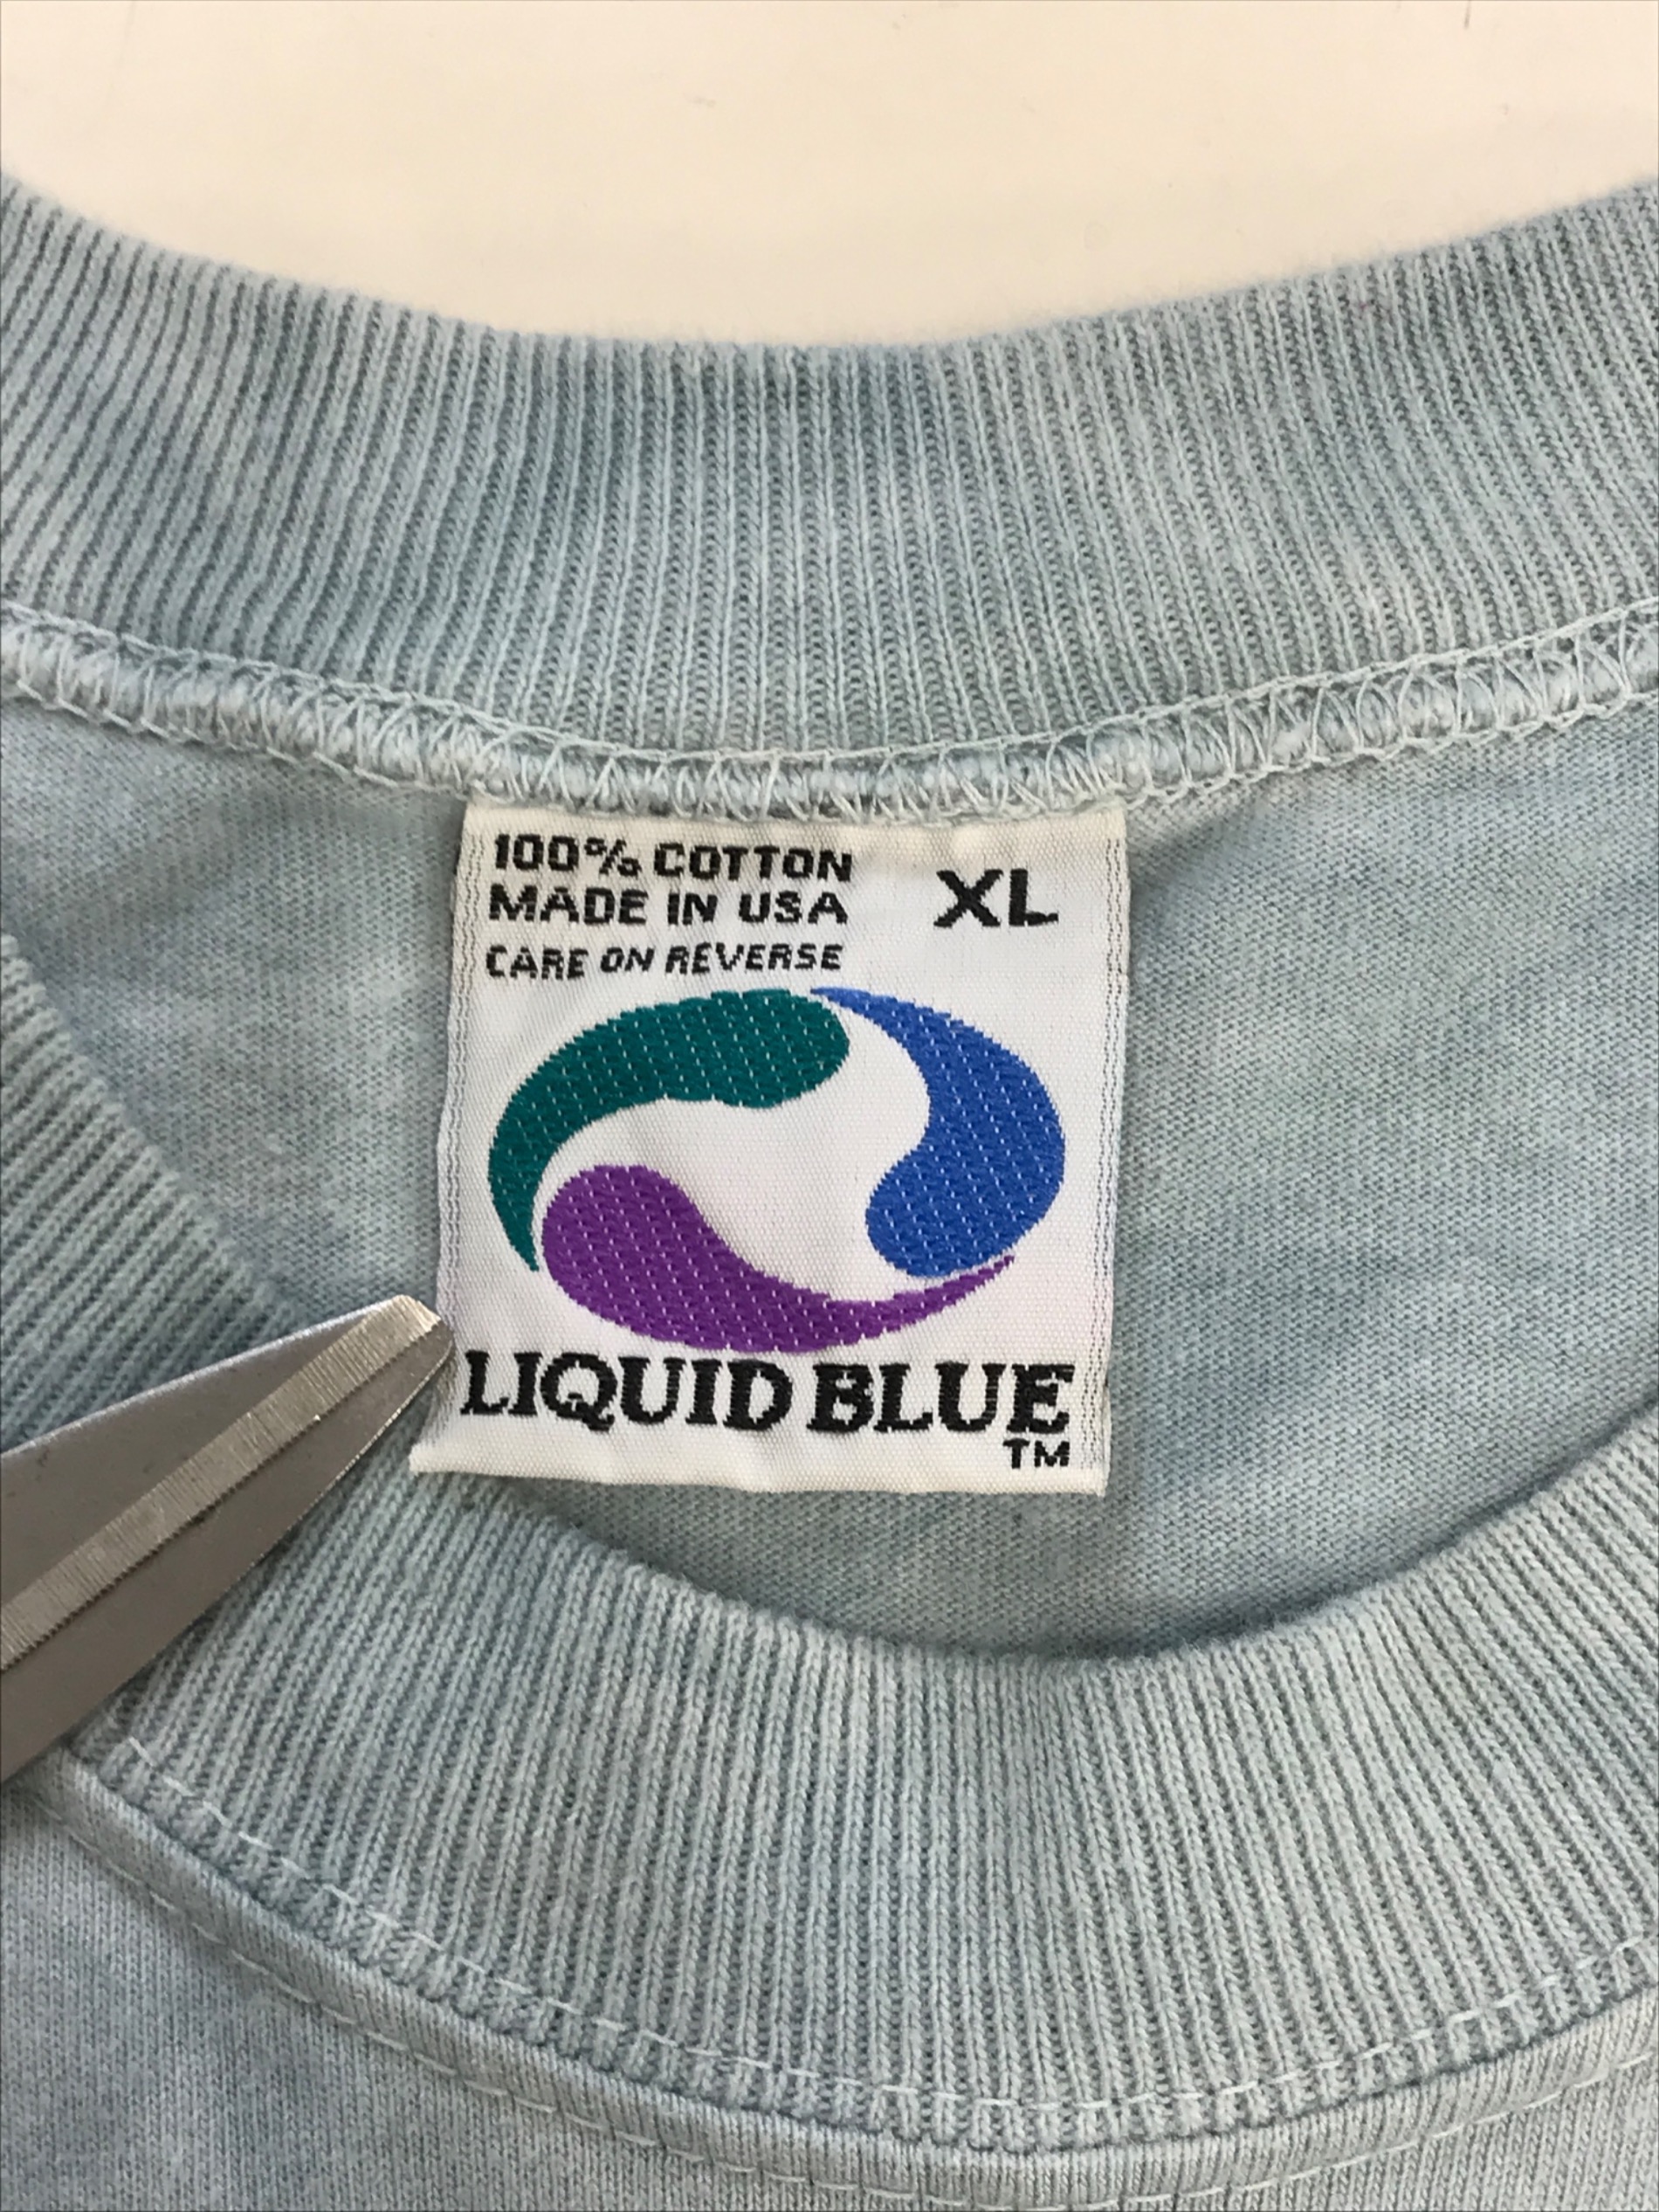 100% COTTON
MADE IN USA
XL
CARE ON REVERSE
LIQUID BLUE
TM